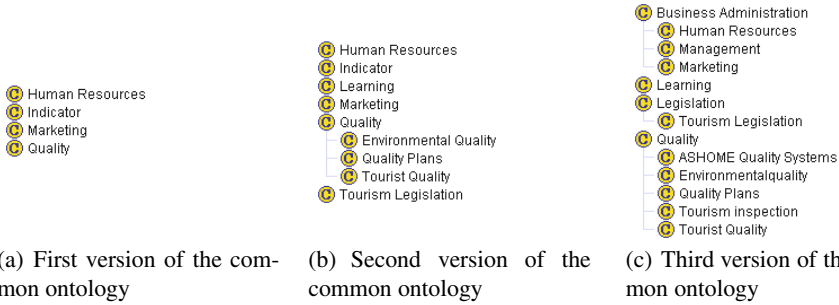 Human Resources
Indicator
Marketing
Quality
(a) First version of the com-
mon ontology
Human Resources
Indicator
Learning
Marketing
Quality
Environmental Quality
Quality Plans
Tourist Quality
Tourism Legislation
(b) Second version of the
common ontology
Business Administration
Human Resources
Management
Marketing
Learning
Legislation
Tourism Legislation
Quality
ASHOME Quality Systems
Environmentalquality
Quality Plans
Tourism inspection
Tourist Quality
(c) Third version of th
mon ontology